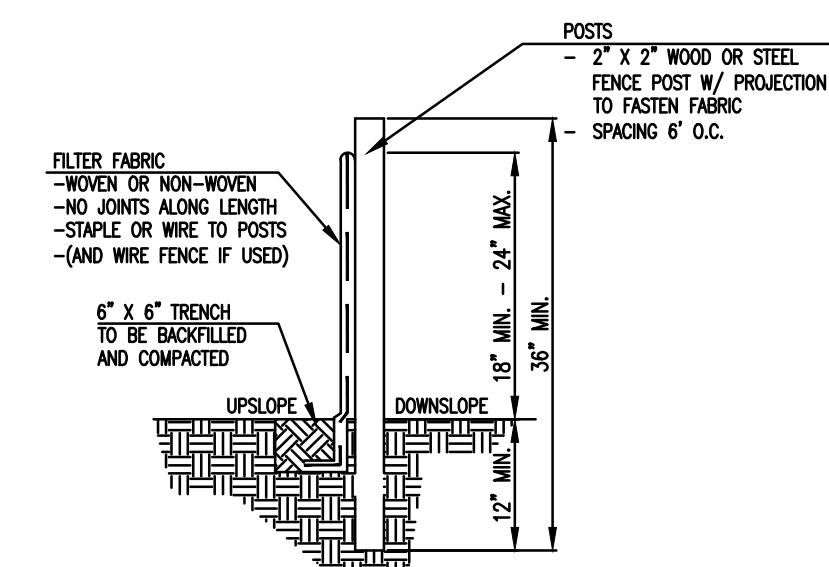 POSTS
- 2" X 2" WOOD OR STEEL
FENCE POST W/ PROJECTION
TO FASTEN FABRIC
- SPACING 6' O.C.
FILTER FABRIC
-WOVEN OR NON-WOVEN
-NO JOINTS ALONG LENGTH
-STAPLE OR WIRE TO POSTS
-(AND WIRE FENCE IF USED)
6" X 6" TRENCH
TO BE BACKFILLED
AND COMPACTED
UPSLOPE
DOWNSLOPE
18" MIN. - 24" MAX.
36" MIN.
12" MIN.